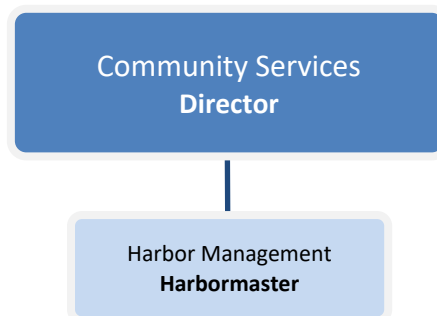 Community Services
Director
Harbor Management
Harbormaster